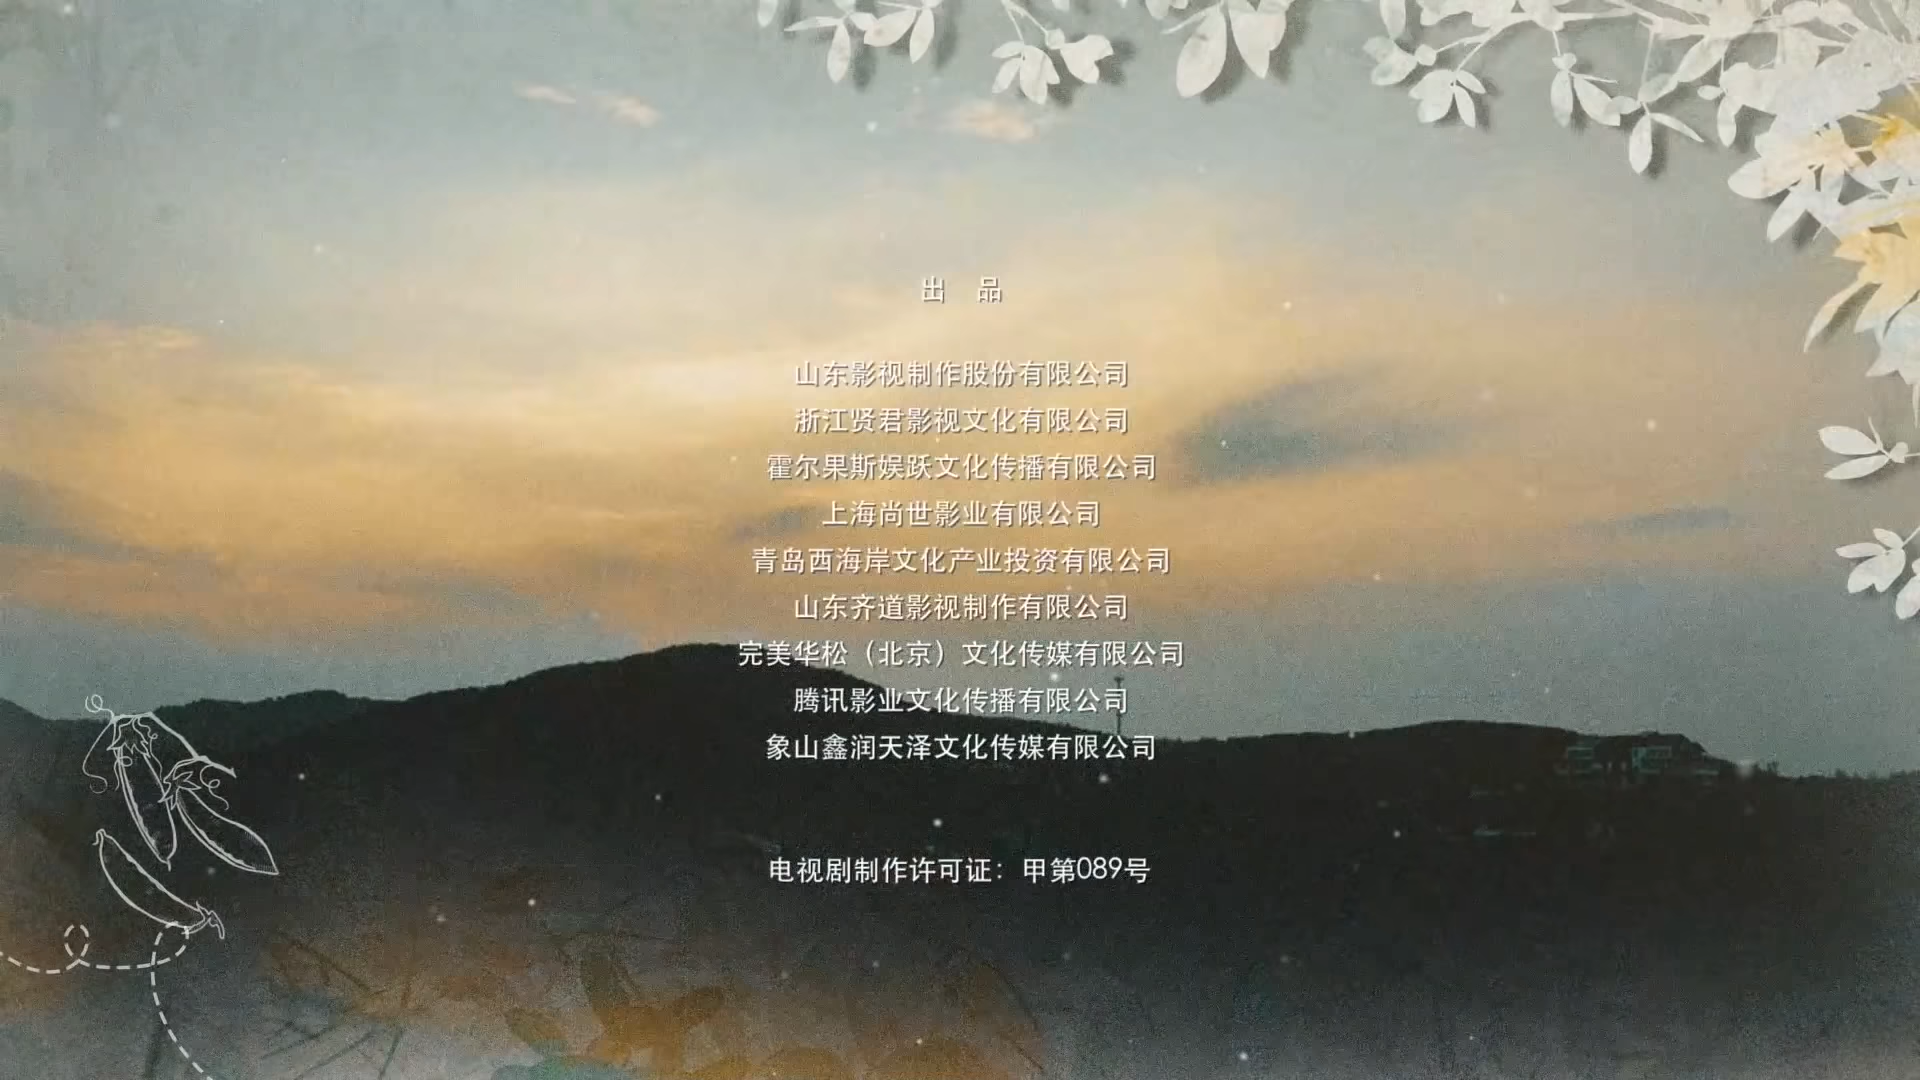 出 品
山东影视制作股份有限公司
浙江贤君影视文化有限公司
霍尔果斯娱跃文化传播有限公司
上海尚世影业有限公司
青岛西海岸文化产业投资有限公司
山东齐道影视制作有限公司
完美华松（北京）文化传媒有限公司
腾讯影业文化传播有限公司
象山鑫润天泽文化传媒有限公司
电视剧制作许可证：甲第089号